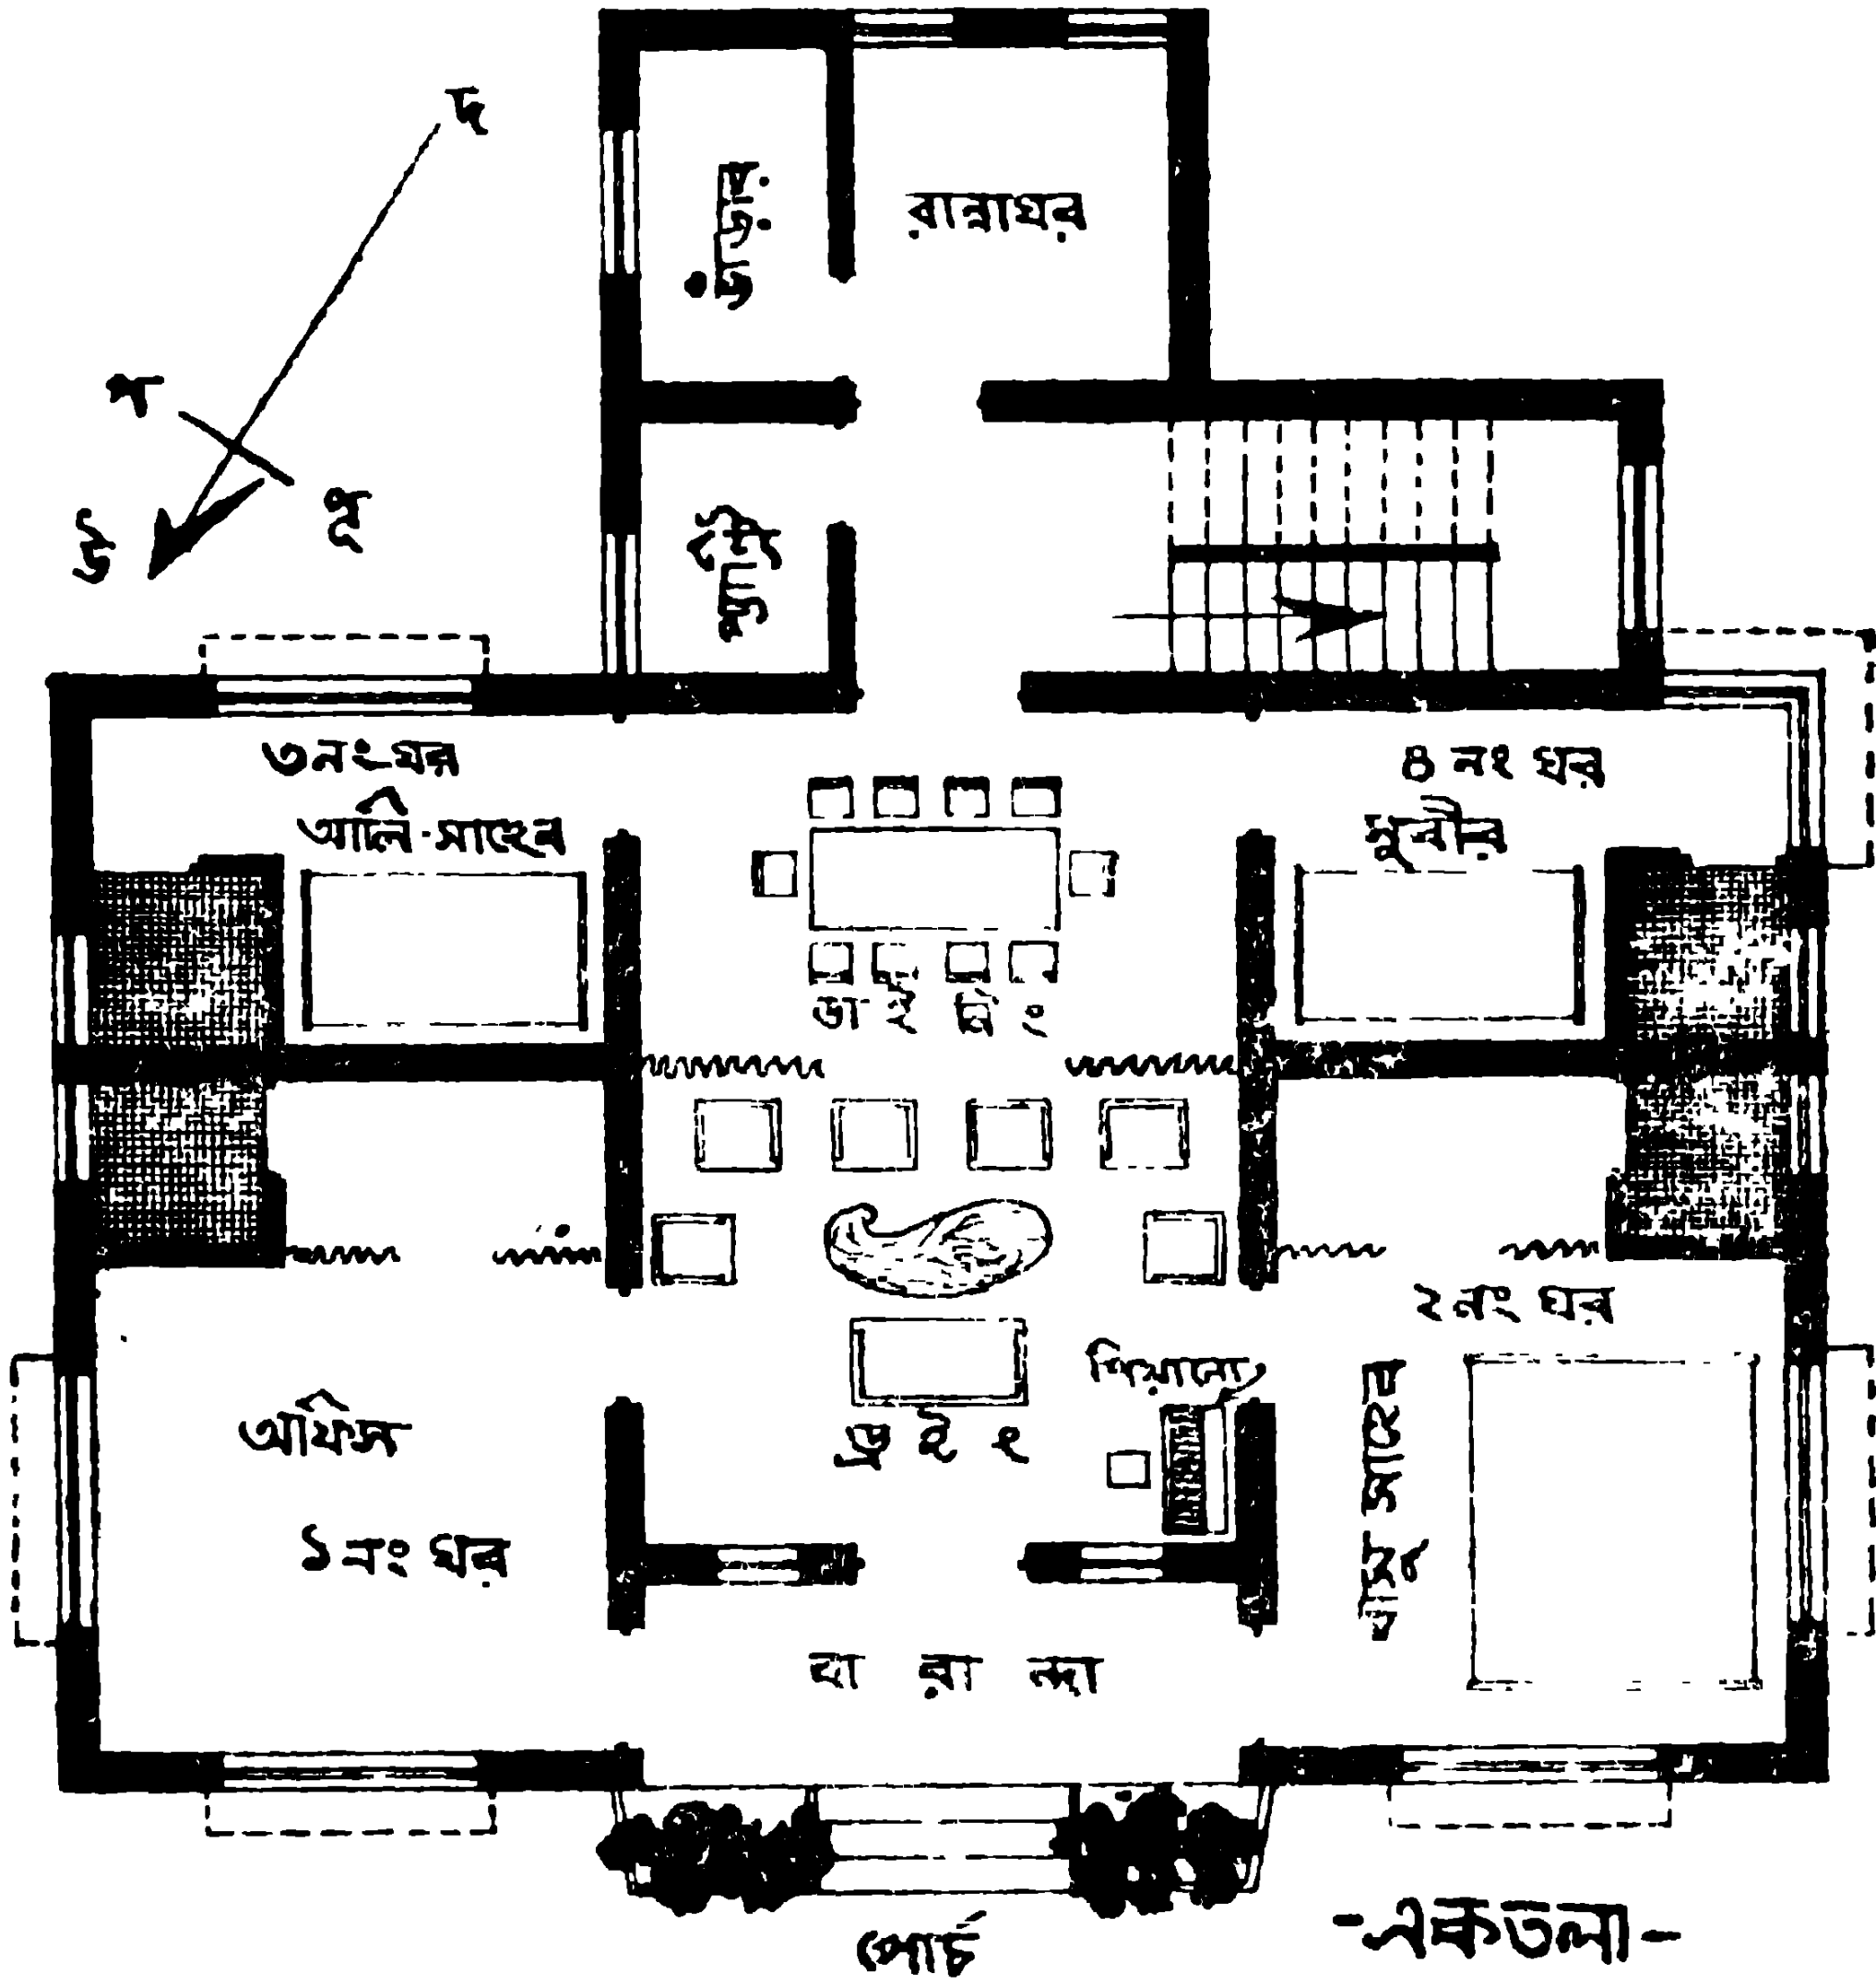 দ
ভাঁড়ার
রান্নাঘর
প
পূ
উ
প্যান্ট্রি
৩নং ঘর
আলি-সাহেব
৪ নং ঘর
সুবীর
ডাইনিং
২নং ঘর
পিয়ানো
অফিস
ড্রইং
১নং ঘর
বাসু সাহেব
বারান্দা
পোর্চ
-একতলা-